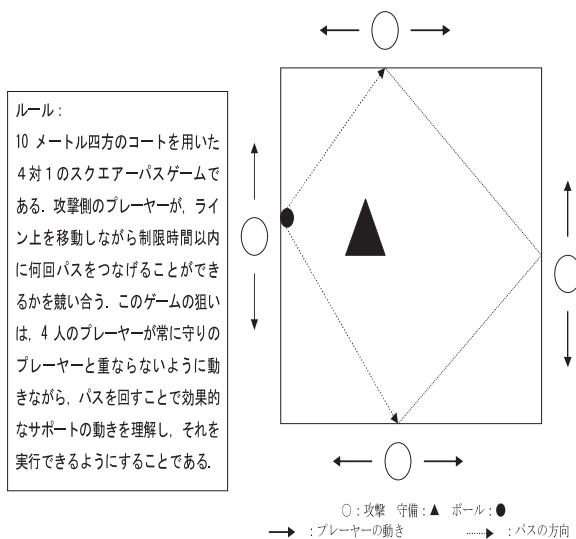 ルール：
10 メートル四方のコートを用いた
４対１のスクエアーパスゲームで
ある．攻撃側のプレーヤーが，ライ
ン上を移動しながら制限時間以内
に何回パスをつなげることができ
るかを競い合う．このゲームの狙い
は，４人のプレーヤーが常に守りの
プレーヤーと重ならないように動
きながら，パスを回すことで効果的
なサポートの動きを理解し，それを
実行できるようにすることである．
○：攻撃　守備：▲　ボール：●
→ ：プレーヤーの動き　┈▸ ：パスの方向